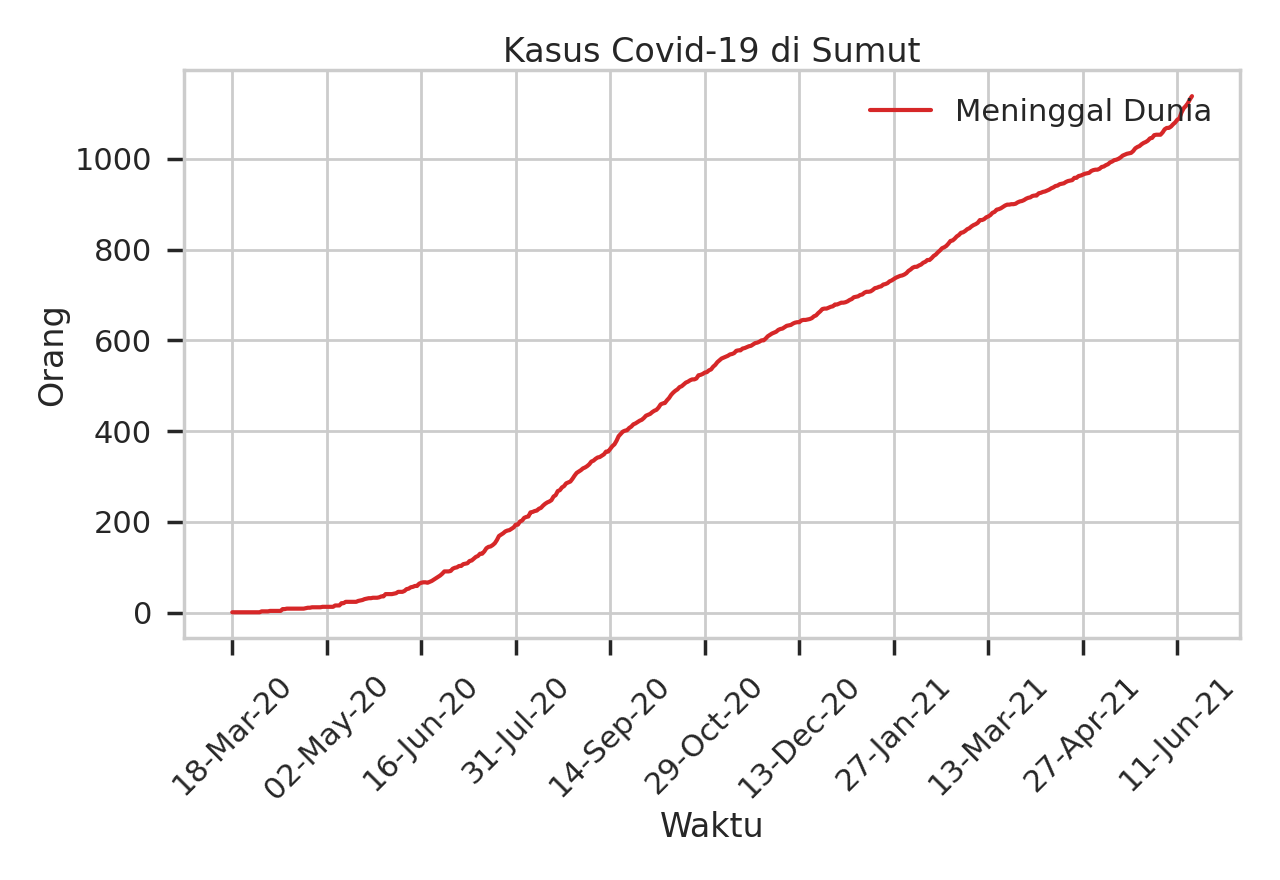 Kasus Covid-19 di Sumut
Meninggal Dunia
Orang
1000
800
600
400
200
0
18-Mar-20
02-May-20
16-Jun-20
31-Jul-20
14-Sep-20
29-Oct-20
13-Dec-20
27-Jan-21
13-Mar-21
27-Apr-21
11-Jun-21
Waktu